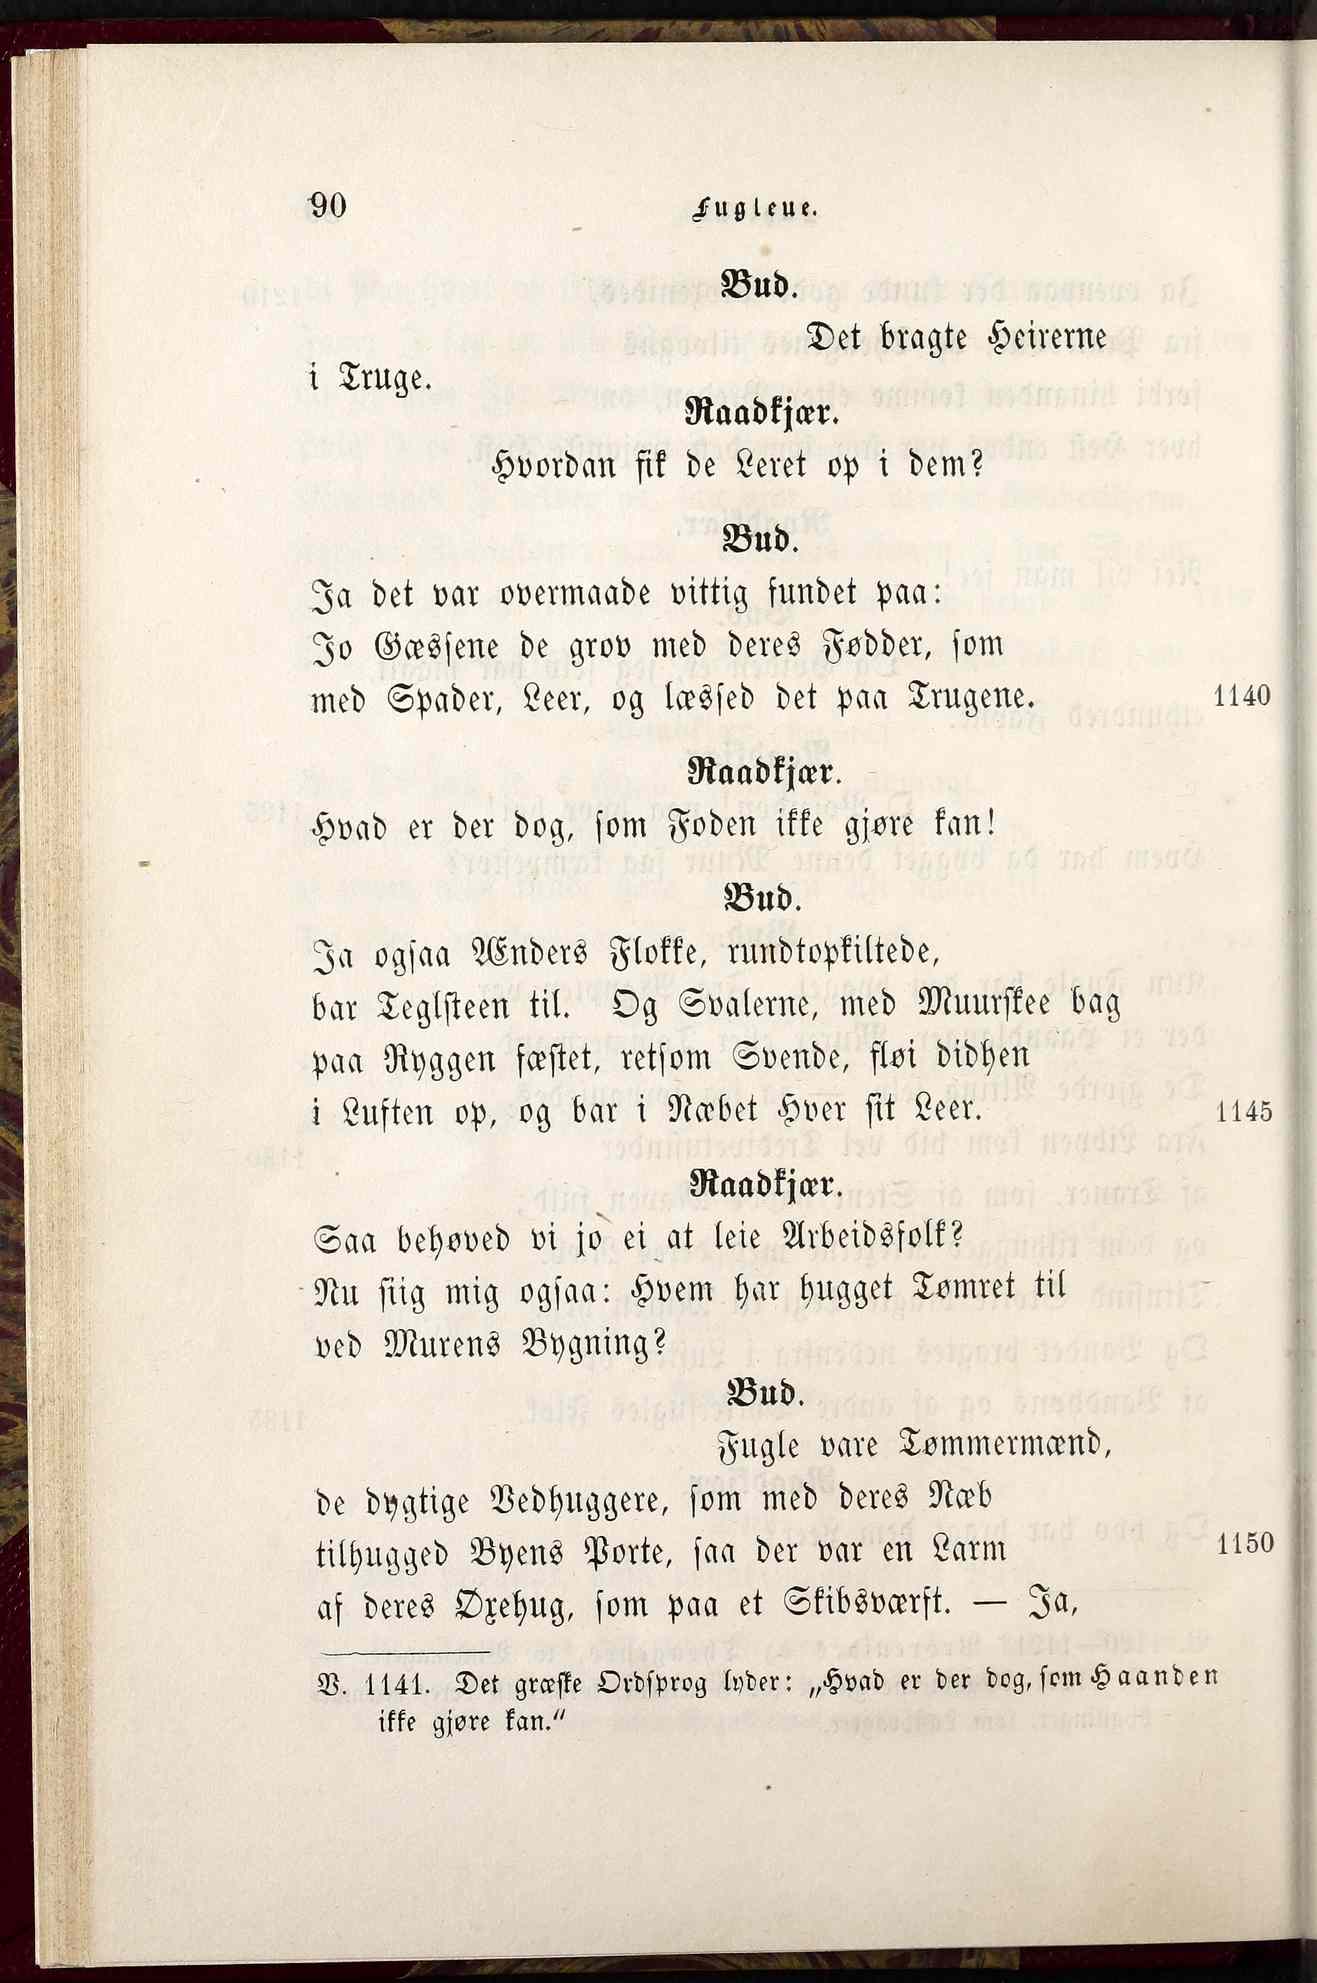 90
Fuglene.
Bud.
Det bragte Heirerne
i Truge.
Raadkjær.
Hvordan fik de Leret op i dem?
Bud.
Ja det var overmaade vittig fundet paa:
Jo Gæssene de grov med deres Fødder, som
med Spader, Leer, og læssed det paa Trugene. 1140
Raadkjær.
Hvad er der dog, som Foden ikke gjøre kan!
Bud.
Ja ogsaa Ænders Flokke, rundtopkiltede,
bar Teglsteen til. Og Svalerne, med Muurskee bag
paa Ryggen fæstet, retsom Svende, fløi didhen
i Luften op, og bar i Næbet Hver sit Leer. 1145
Raadkjær.
Saa behøved vi jo ei at leie Arbeidsfolk?
Nu siig mig ogsaa: Hvem har hugget Tømret til
ved Murens Bygning?
Bud.
Fugle vare Tømmermænd,
de dygtige Vedhuggere, som med deres Næb
tilhugged Byens Porte, saa der var en Larm 1150
af deres Øxehug, som paa et Skibsværft. — Ja,
V. 1141. Det græske Ordsprog lyder: „Hvad er der dog, som Haanden
ikke gjøre kan.“